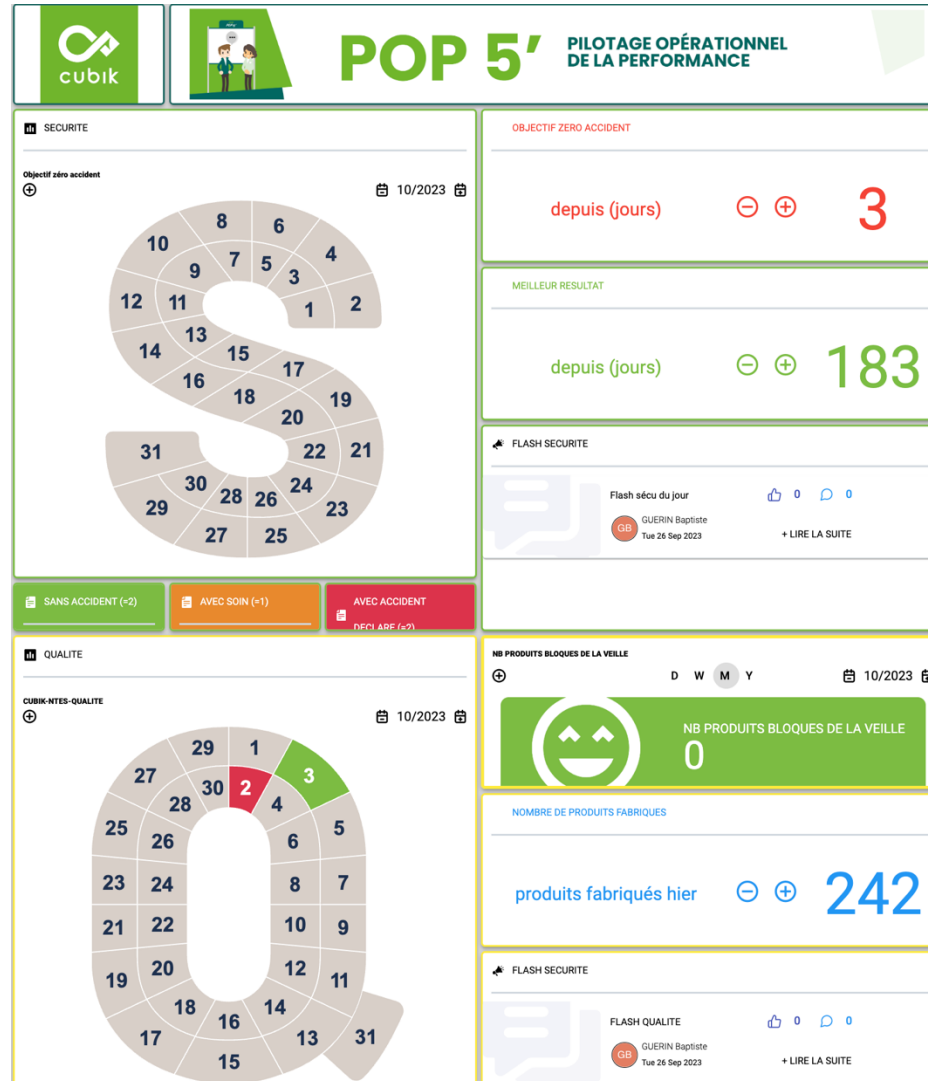 cubik
POP 5'
PILOTAGE OPÉRATIONNEL
DE LA PERFORMANCE
SECURITE
Objectif zéro accident
10/2023
8 6
10 4
7 5
9 3
12 11 1 2
13
14 15
17
16
18 19
20
31 22 21
30 24
28 26
29 23
27 25
OBJECTIF ZERO ACCIDENT
depuis (jours) 3
MEILLEUR RESULTAT
depuis (jours) 183
FLASH SECURITE
Flash sécu du jour 0 0
GB GUERIN Baptiste
Tue 26 Sep 2023 + LIRE LA SUITE
SANS ACCIDENT (=2)
AVEC SOIN (=1)
AVEC ACCIDENT
DECLARE (=2)
QUALITE
CUBIK-NTES-QUALITE
10/2023
29 1
27 3
30 2
28 4
25 5
26 6
23 24 8 7
21 22 10 9
20 12
19 11
18 14
16
17 13 31
15
NB PRODUITS BLOQUES DE LA VEILLE
D W M Y 10/2023
NB PRODUITS BLOQUES DE LA VEILLE
0
NOMBRE DE PRODUITS FABRIQUES
produits fabriqués hier 242
FLASH SECURITE
FLASH QUALITE 0 0
GB GUERIN Baptiste
Tue 26 Sep 2023 + LIRE LA SUITE